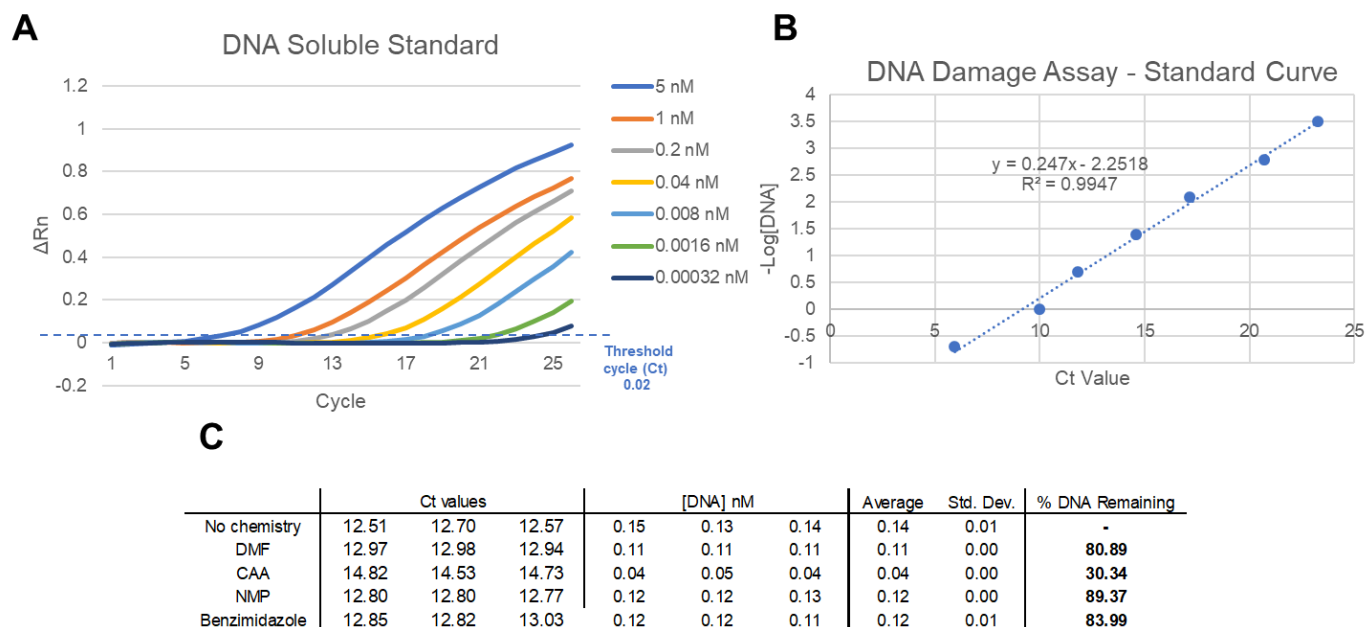 A
DNA Soluble Standard
1.2
1
0.8
0.6
0.4
0.2
0
-0.2
ΔRn
1 5 9 13 17 21 25
Cycle
5 nM
1 nM
0.2 nM
0.04 nM
0.008 nM
0.0016 nM
0.00032 nM
Threshold
cycle (Ct)
0.02
B
DNA Damage Assay - Standard Curve
4
3.5
3
2.5
2
1.5
1
0.5
0
-0.5
-1
-Log[DNA]
y = 0.247x - 2.2518
R² = 0.9947
0 5 10 15 20 25
Ct Value
C
Ct values [DNA] nM Average Std. Dev. % DNA Remaining
No chemistry 12.51 12.70 12.57 0.15 0.13 0.14 0.14 0.01 -
DMF 12.97 12.98 12.94 0.11 0.11 0.11 0.11 0.00 80.89
CAA 14.82 14.53 14.73 0.04 0.05 0.04 0.04 0.00 30.34
NMP 12.80 12.80 12.77 0.12 0.12 0.13 0.12 0.00 89.37
Benzimidazole 12.85 12.82 13.03 0.12 0.12 0.11 0.12 0.01 83.99